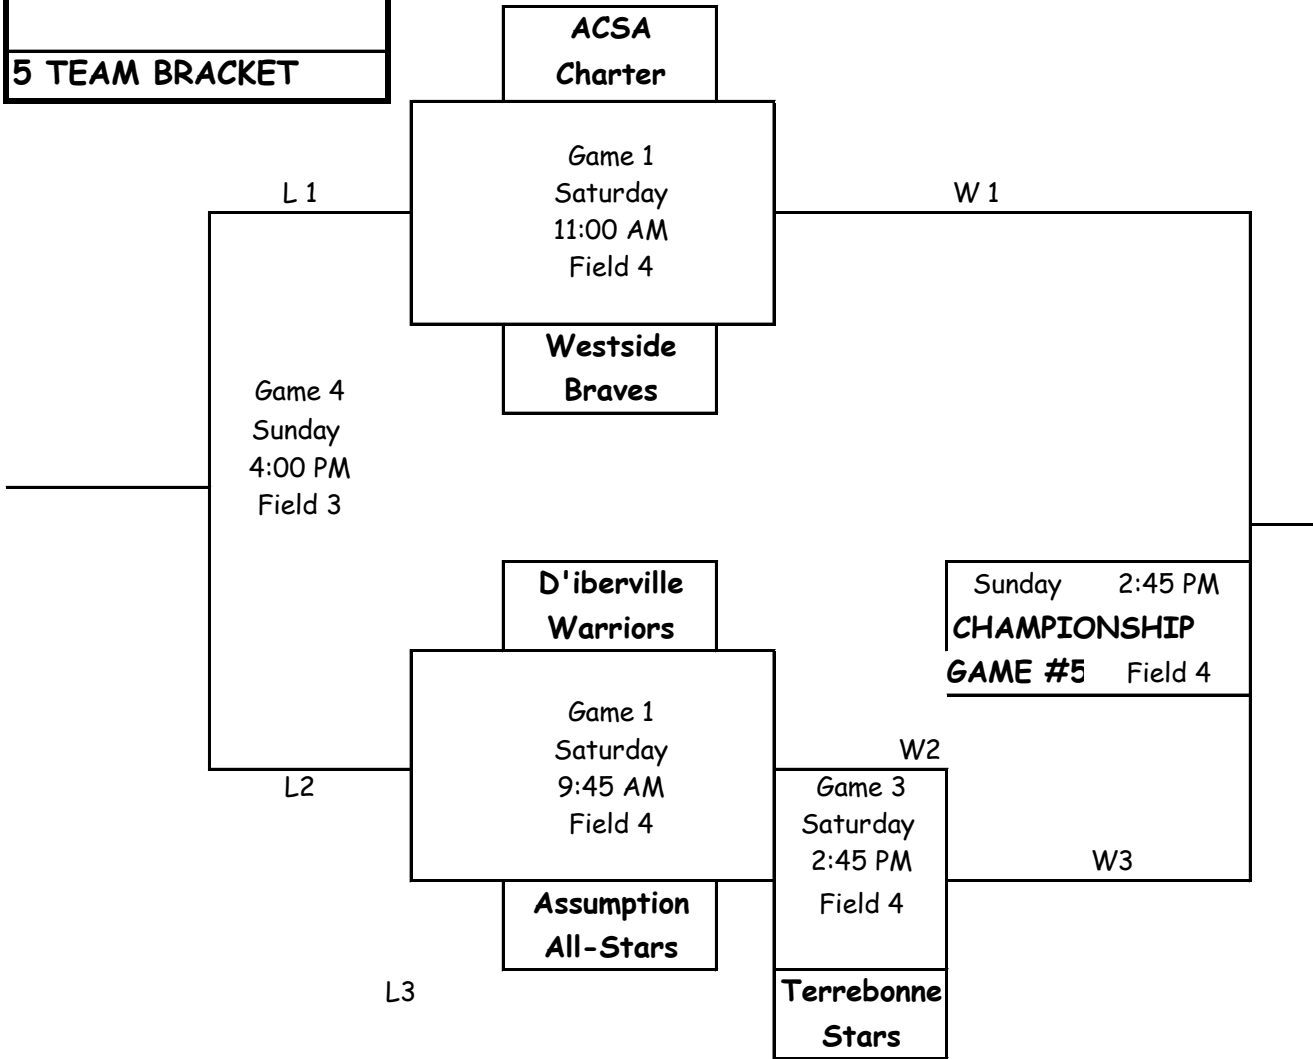 5 TEAM BRACKET
ACSA
Charter
Game 1
Saturday
11:00 AM
Field 4
L 1
W 1
Westside
Braves
Game 4
Sunday
4:00 PM
Field 3
D'iberville
Warriors
Sunday 2:45 PM
CHAMPIONSHIP
GAME #5 Field 4
Game 1
Saturday
9:45 AM
Field 4
L2
W2
Game 3
Saturday
2:45 PM
Field 4
W3
Assumption
All-Stars
L3
Terrebonne
Stars